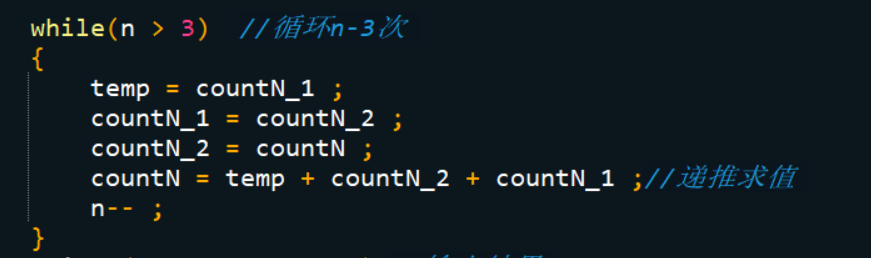 while(n > 3)  //循环n-3次
{
    temp = countN_1 ;
    countN_1 = countN_2 ;
    countN_2 = countN ;
    countN = temp + countN_2 + countN_1 ;//递推求值
    n-- ;
}